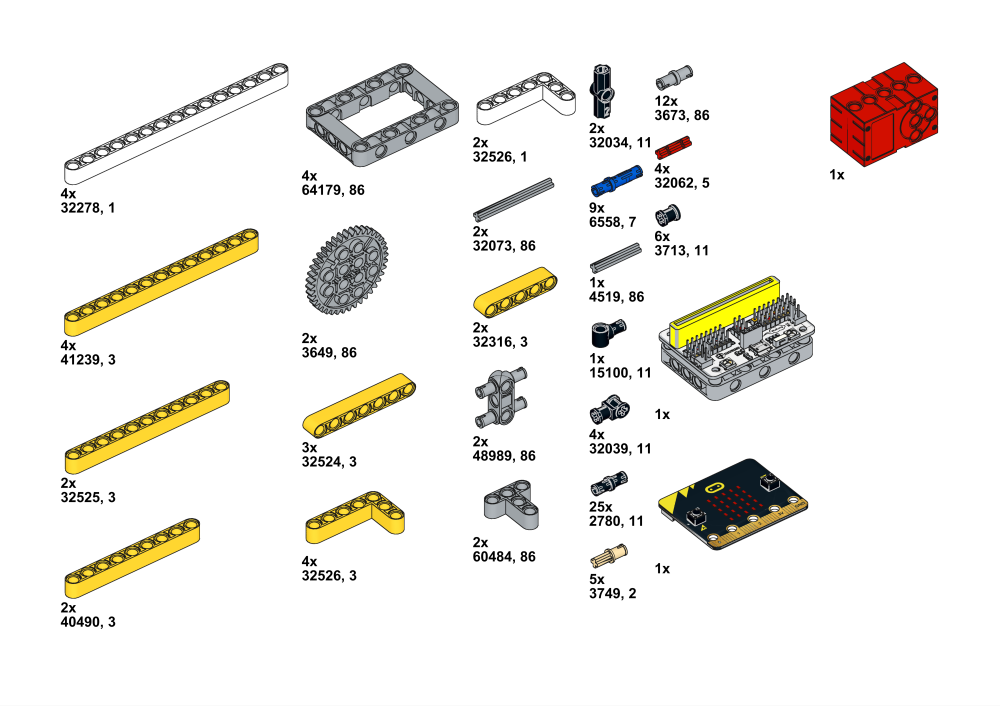 4x
32278, 1
4x
41239, 3
2x
32525, 3
2x
40490, 3
4x
64179, 86
2x
3649, 86
3x
32524, 3
4x
32526, 3
2x
32526, 1
2x
32073, 86
2x
32316, 3
2x
48989, 86
2x
60484, 86
2x
32034, 11
9x
6558, 7
1x
4519, 86
1x
15100, 11
4x
32039, 11
25x
2780, 11
5x
3749, 2
12x
3673, 86
4x
32062, 5
6x
3713, 11
1x
1x
1x